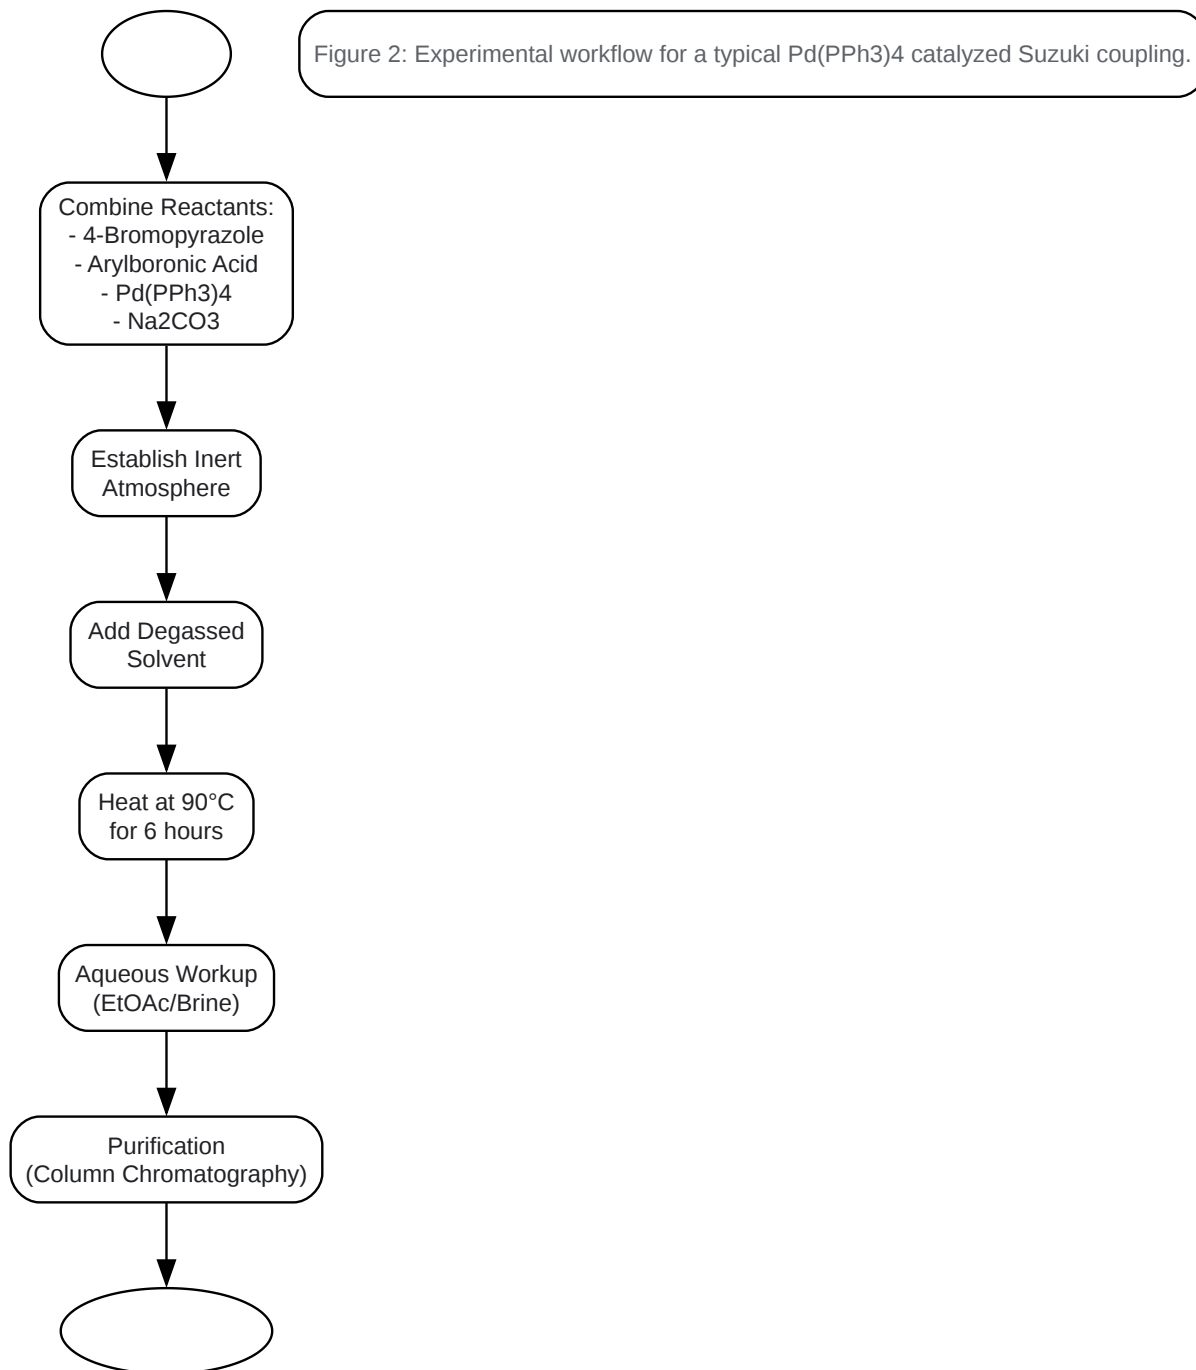 Figure 2: Experimental workflow for a typical Pd(PPh3)4 catalyzed Suzuki coupling.
Combine Reactants:
- 4-Bromopyrazole
- Arylboronic Acid
- Pd(PPh3)4
- Na2CO3
Establish Inert
Atmosphere
Add Degassed
Solvent
Heat at 90°C
for 6 hours
Aqueous Workup
(EtOAc/Brine)
Purification
(Column Chromatography)